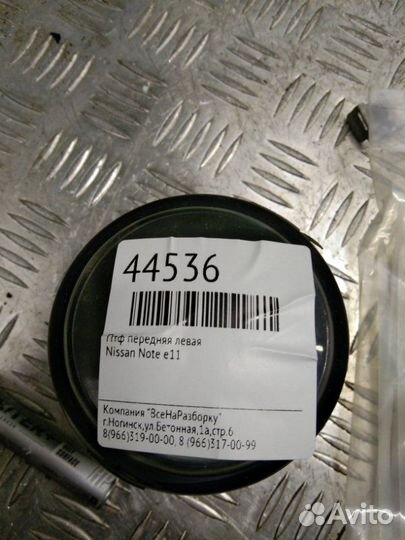 44536
Птф передняя левая
Nissan Note e11
Компания "ВсеНаРазборку"
г.Ногинск,ул.Бетонная,1а,стр.6
8(966)319-00-00, 8 (966)317-00-99
Avito